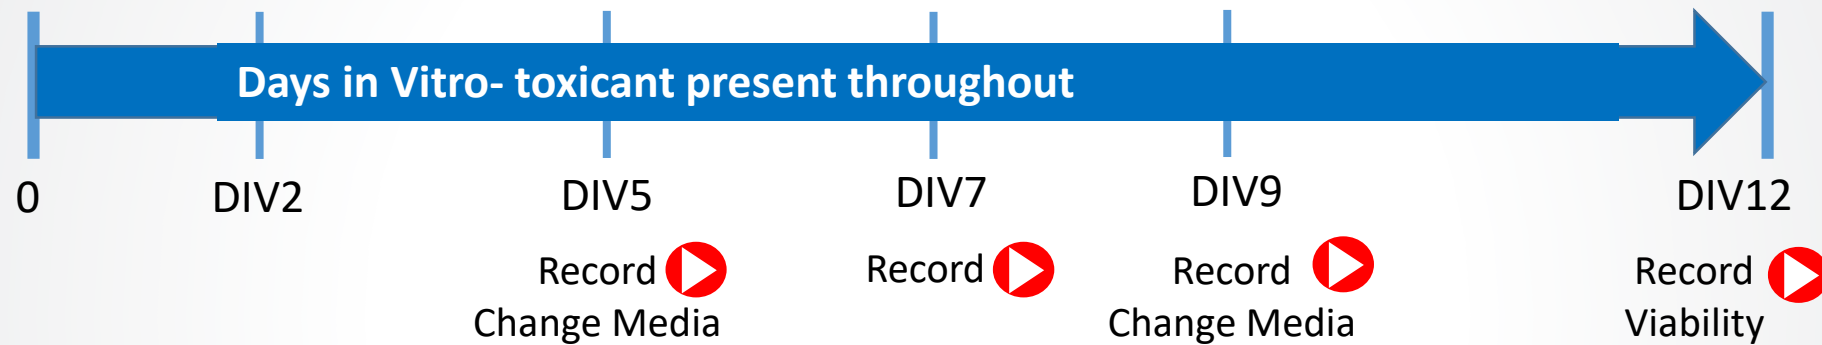 Days in Vitro- toxicant present throughout
0 DIV2 DIV5 DIV7 DIV9 DIV12
Record Record Record Record
Change Media Change Media Viability